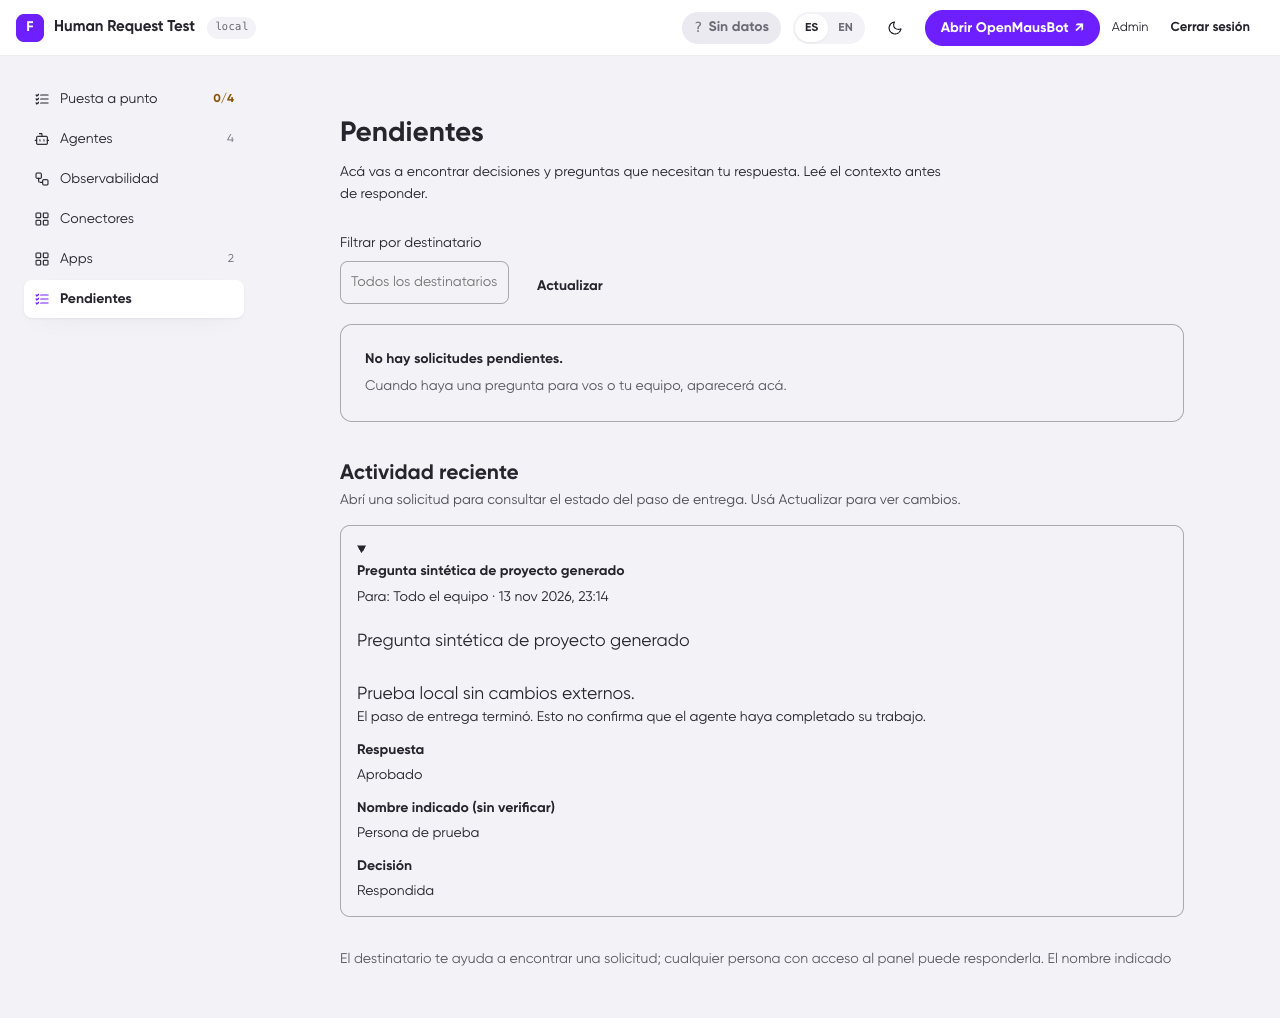 F Human Request Test local
? Sin datos ES EN Abrir OpenMausBot ↗ Admin Cerrar sesión
Puesta a punto 0/4
Agentes 4
Observabilidad
Conectores
Apps 2
Pendientes
Pendientes
Acá vas a encontrar decisiones y preguntas que necesitan tu respuesta. Leé el contexto antes
de responder.
Filtrar por destinatario
Todos los destinatarios
Actualizar
No hay solicitudes pendientes.
Cuando haya una pregunta para vos o tu equipo, aparecerá acá.
Actividad reciente
Abrí una solicitud para consultar el estado del paso de entrega. Usá Actualizar para ver cambios.
Pregunta sintética de proyecto generado
Para: Todo el equipo · 13 nov 2026, 23:14
Pregunta sintética de proyecto generado
Prueba local sin cambios externos.
El paso de entrega terminó. Esto no confirma que el agente haya completado su trabajo.
Respuesta
Aprobado
Nombre indicado (sin verificar)
Persona de prueba
Decisión
Respondida
El destinatario te ayuda a encontrar una solicitud; cualquier persona con acceso al panel puede responderla. El nombre indicado